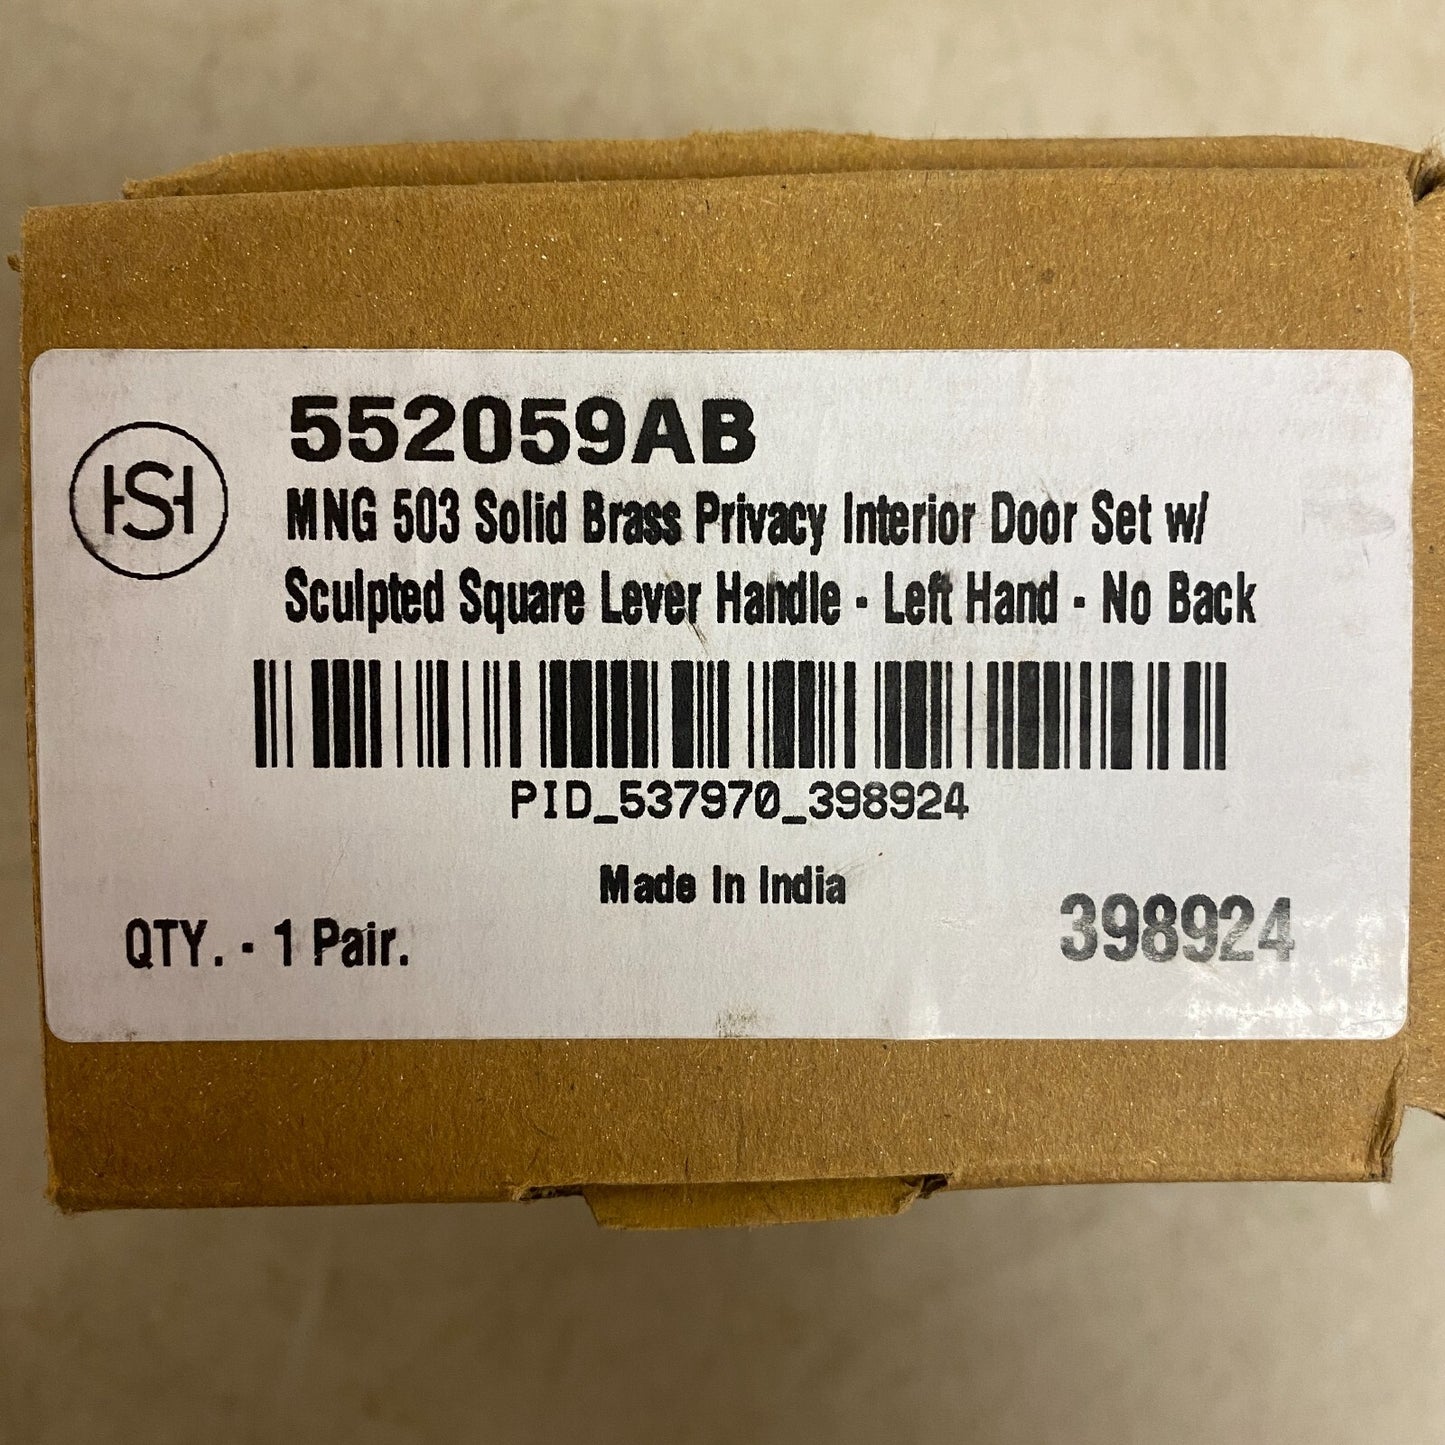 HSH
552059AB
MNG 503 Solid Brass Privacy Interior Door Set w/
Sculpted Square Lever Handle - Left Hand - No Back
PID_537970_398924
Made In India
QTY. - 1 Pair.
398924